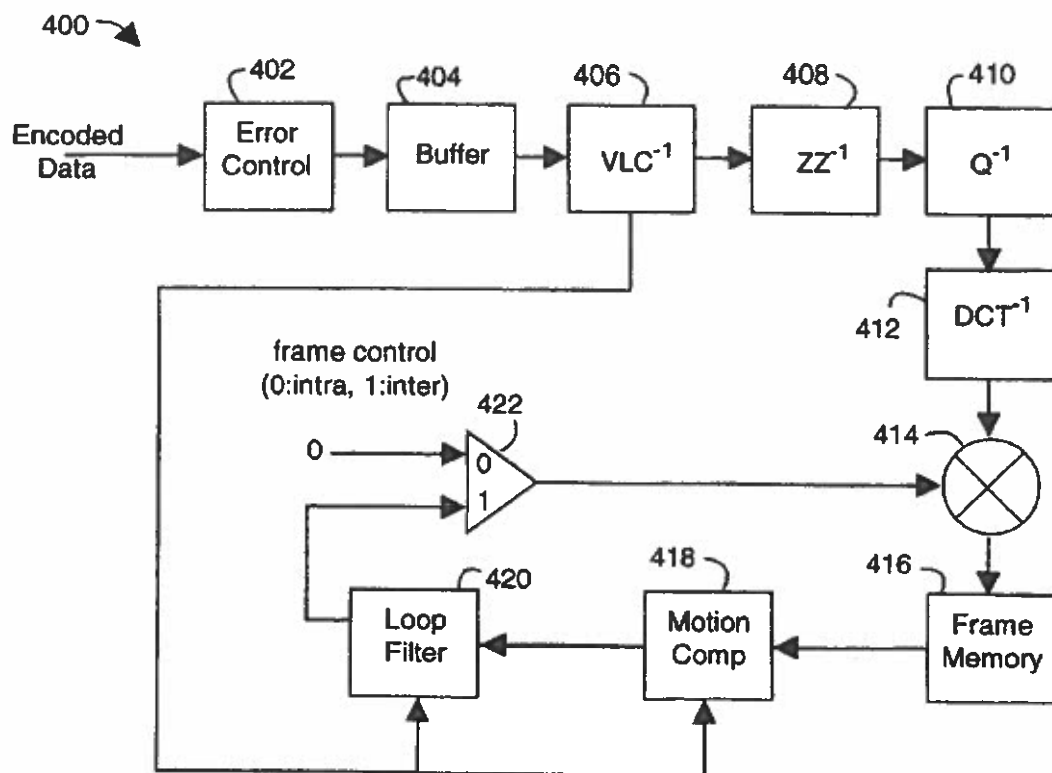 400
402
404
406
408
410
Encoded
Data
Error
Control
Buffer
VLC⁻¹
ZZ⁻¹
Q⁻¹
412
DCT⁻¹
frame control
(0:intra, 1:inter)
422
414
0
0
1
420
418
416
Loop
Filter
Motion
Comp
Frame
Memory